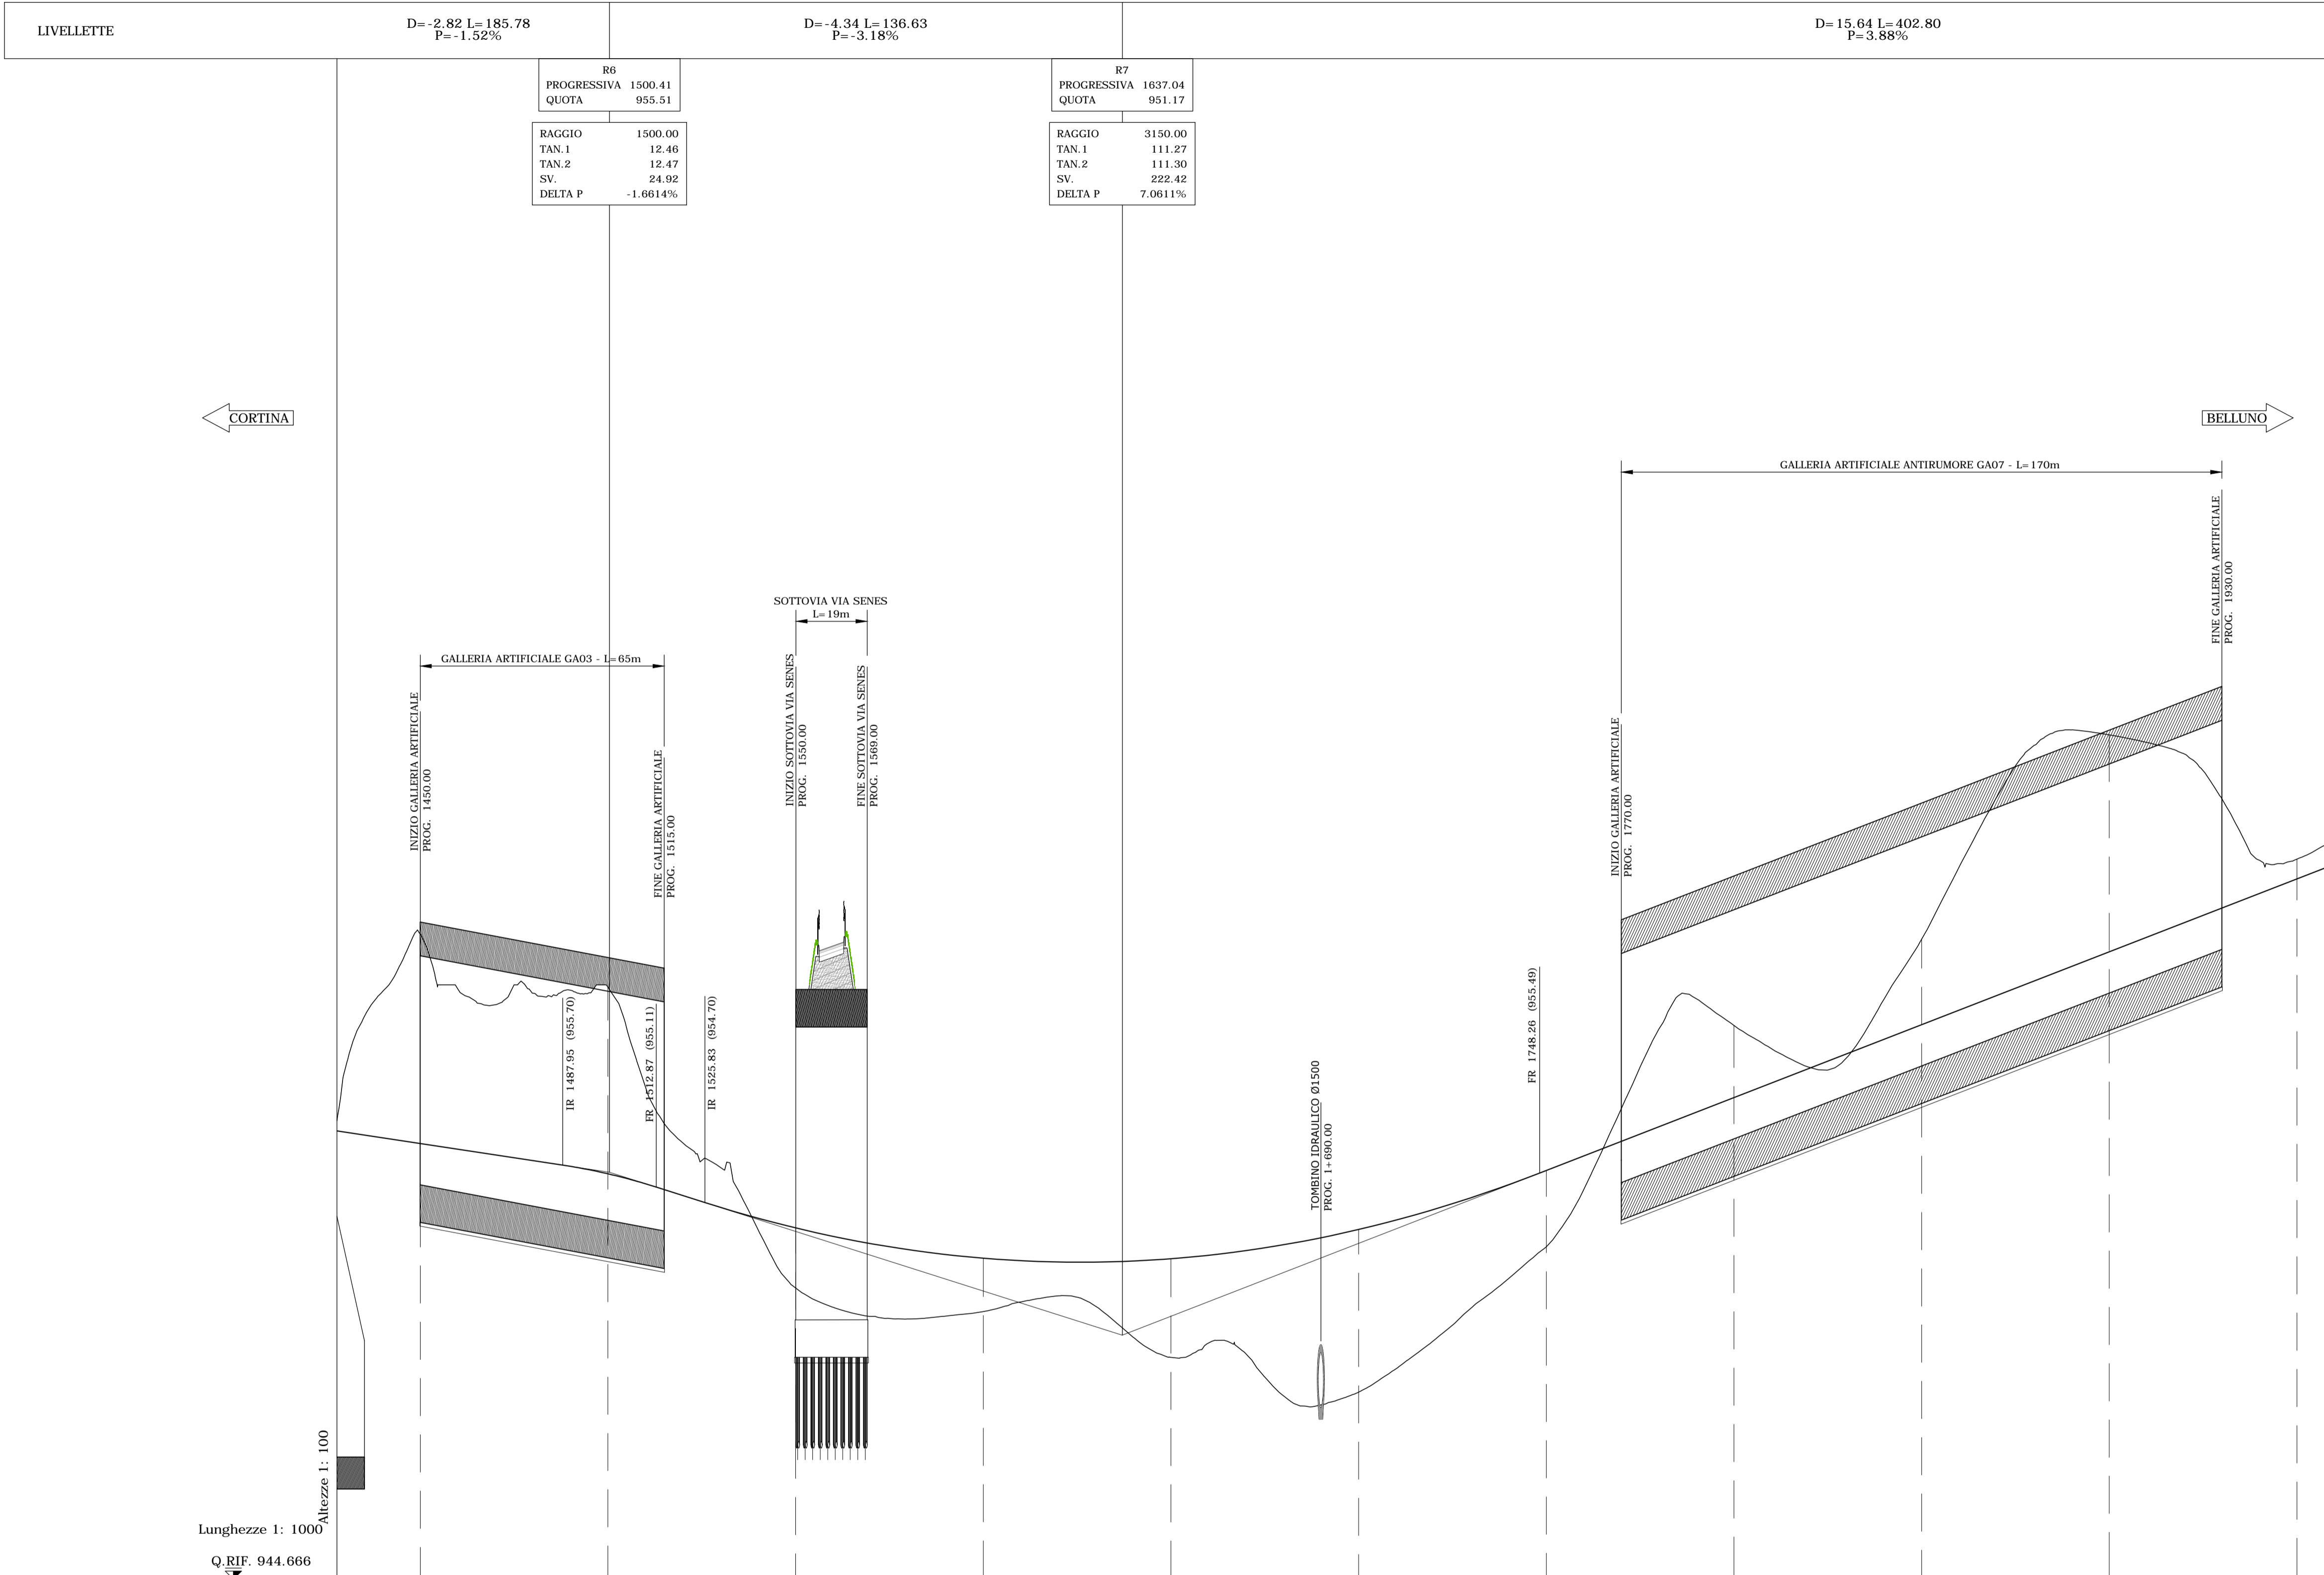 LIVELLETTE
D=-2.82 L=185.78
P=-1.52%
D=-4.34 L=136.63
P=-3.18%
D=15.64 L=402.80
P=3.88%
R6
PROGRESSIVA 1500.41
QUOTA 955.51
RAGGIO 1500.00
TAN.1 12.46
TAN.2 12.47
SV. 24.92
DELTA P -1.6614%
R7
PROGRESSIVA 1637.04
QUOTA 951.17
RAGGIO 3150.00
TAN.1 111.27
TAN.2 111.30
SV. 222.42
DELTA P 7.0611%
CORTINA
BELLUNO
GALLERIA ARTIFICIALE ANTIRUMORE GA07 - L=170m
FINE GALLERIA ARTIFICIALE
PROG. 1930.00
SOTTOVIA VIA SENES
L=19m
GALLERIA ARTIFICIALE GA03 - L=65m
INIZIO GALLERIA ARTIFICIALE
PROG. 1450.00
FINE GALLERIA ARTIFICIALE
PROG. 1515.00
INIZIO SOTTOVIA VIA SENES
PROG. 1550.00
FINE SOTTOVIA VIA SENES
PROG. 1569.00
INIZIO GALLERIA ARTIFICIALE
PROG. 1770.00
IR 1487.95 (955.70)
FR 1512.87 (955.11)
IR 1525.83 (954.70)
FR 1748.26 (955.49)
TOMBINO IDRAULICO Ø1500
PROG. 1+690.00
Altezze 1: 100
Lunghezze 1: 1000
Q.RIF. 944.666